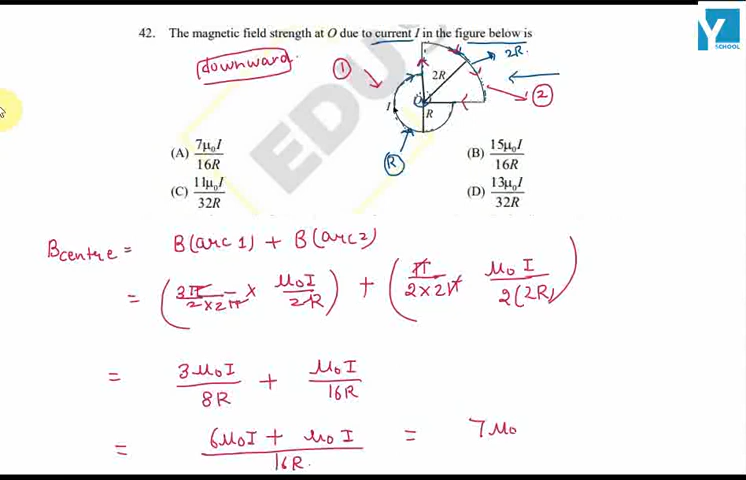 42. The magnetic field strength at O due to current I in the figure below is
Y
SCHOOL
downward
1
2R
2R
2
I
O
R
R
(A) 7μ₀I/16R
(B) 15μ₀I/16R
(C) 11μ₀I/32R
(D) 13μ₀I/32R
Bcentre = B(arc 1) + B(arc 2)
= (3π/2×2π × μ₀I/2R) + (π/2×2π × μ₀I/2(2R))
= 3μ₀I/8R + μ₀I/16R
= 6μ₀I + μ₀I/16R. = 7μ₀